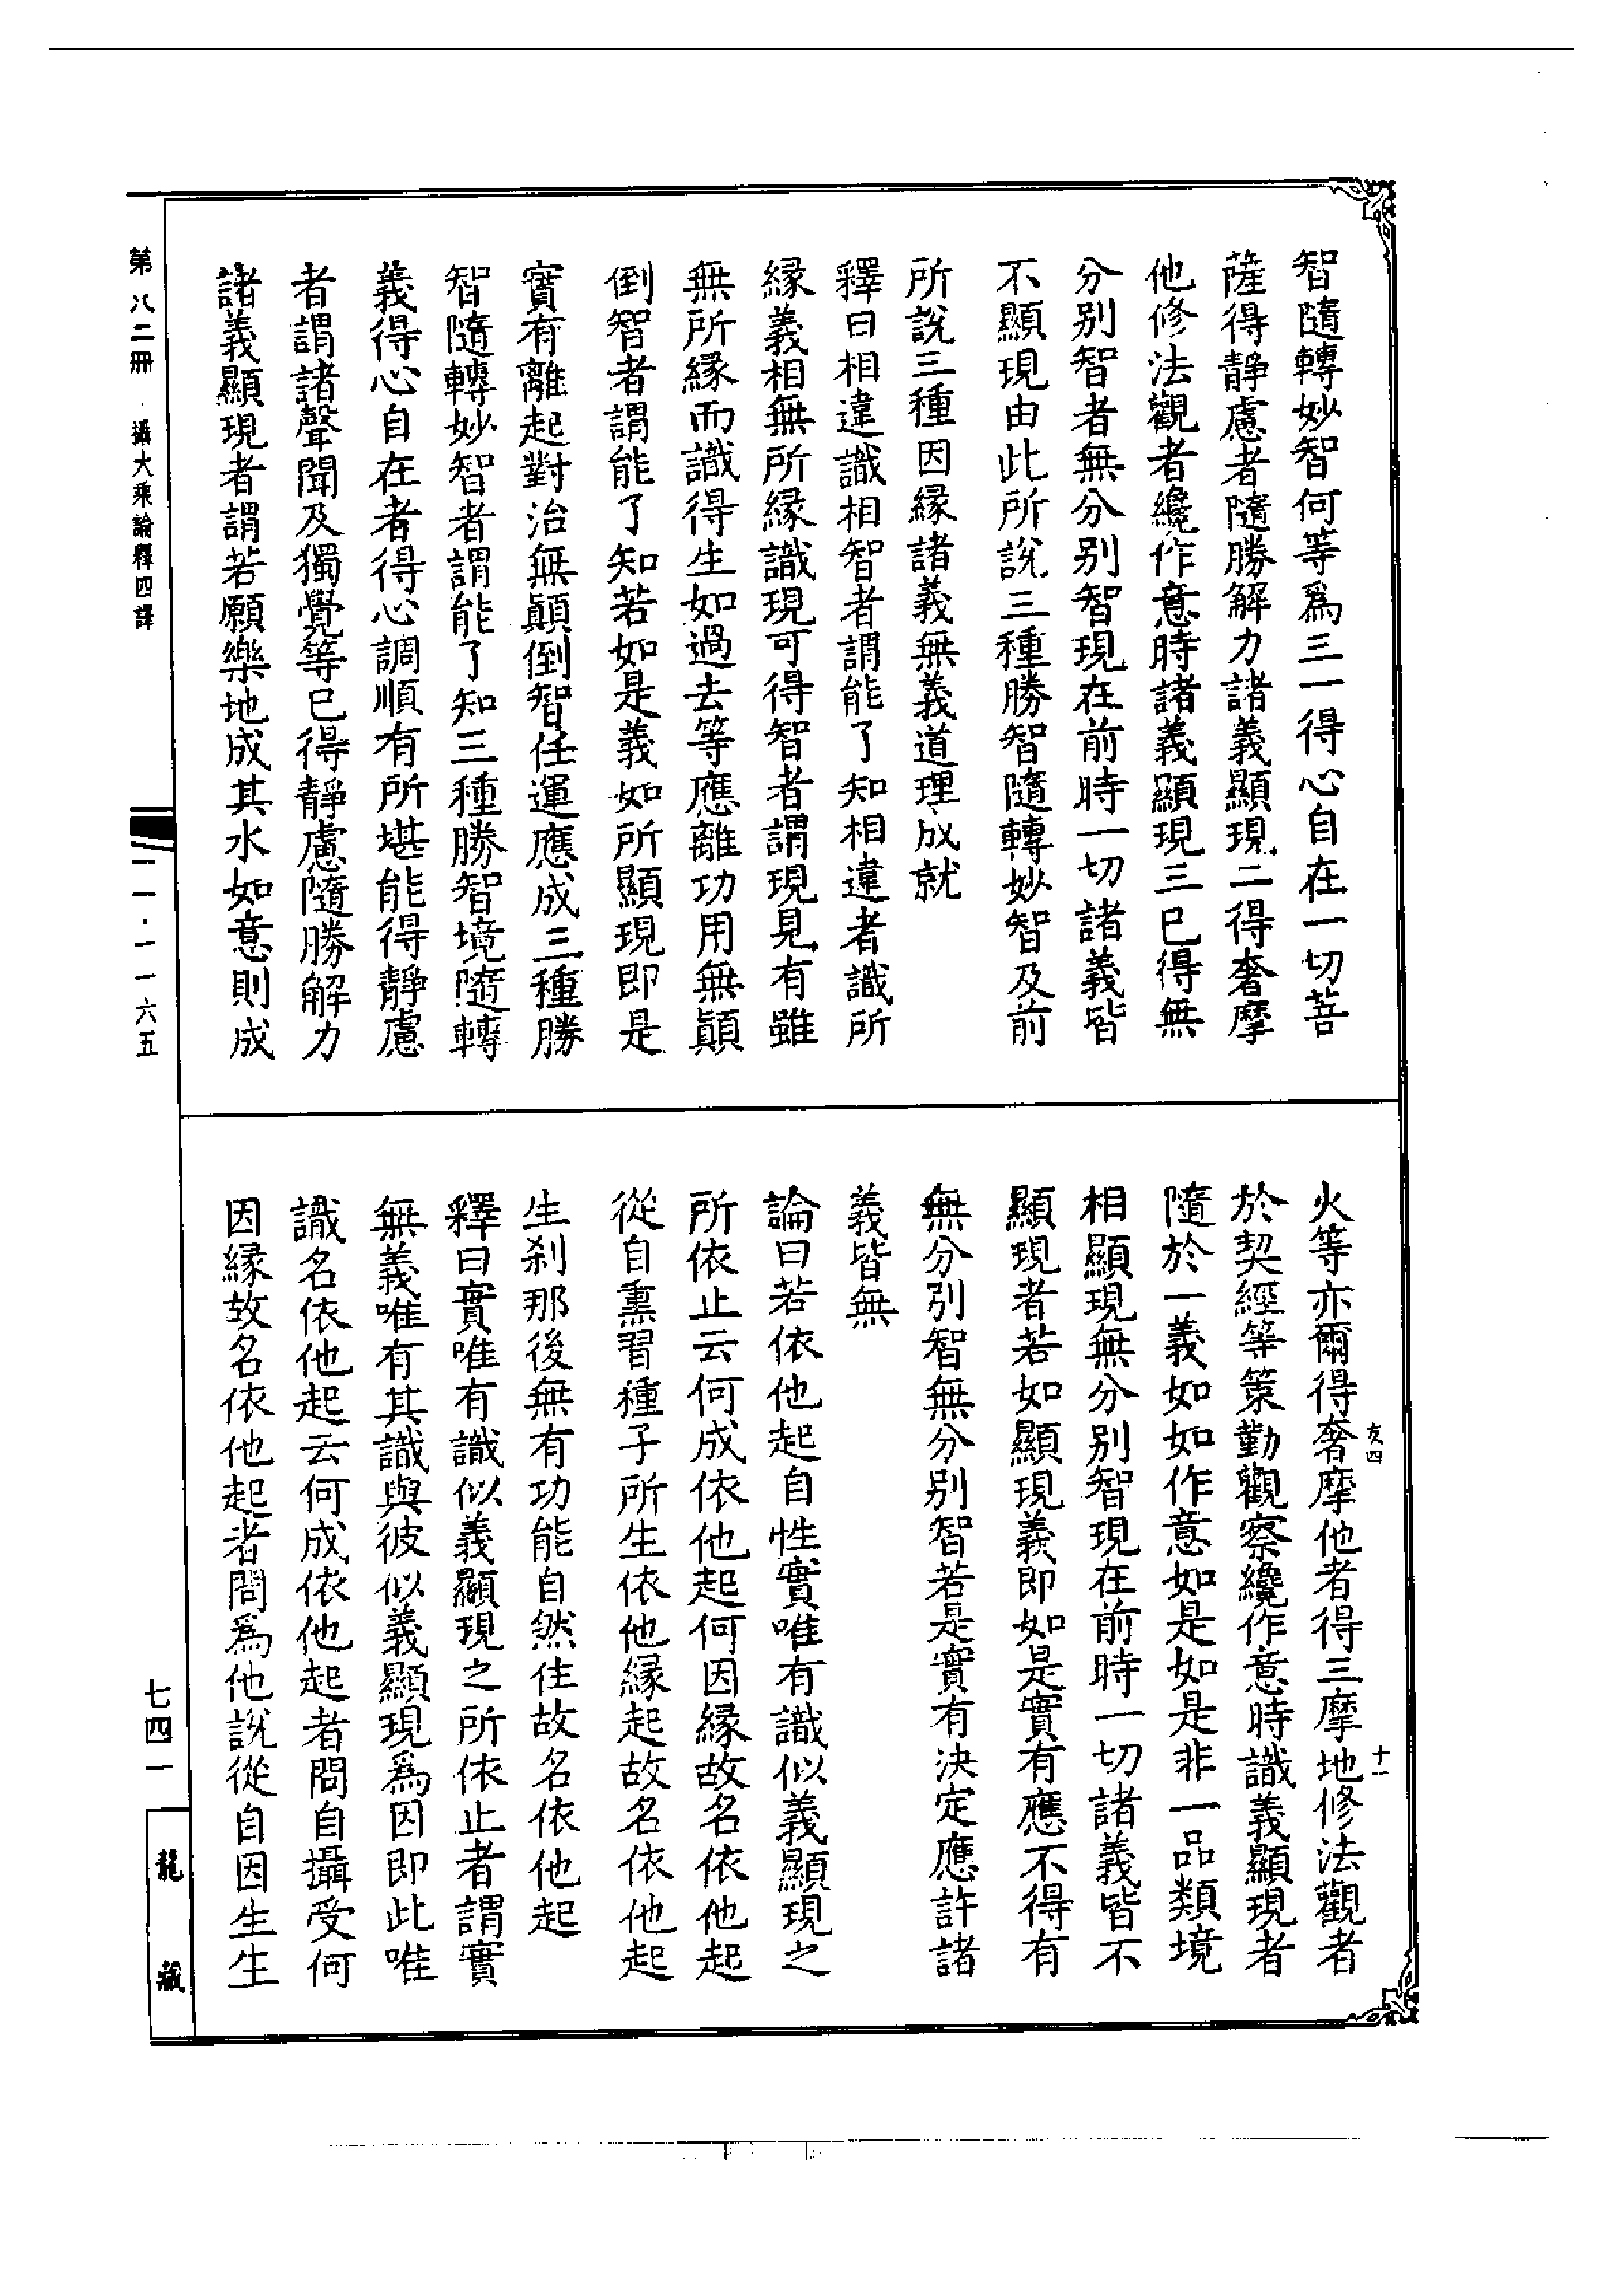 智隨轉妙智何等爲三一得心自在一切菩
薩得靜慮者隨勝解力諸義顯現二得奢摩
他修法觀者纔作意時諸義顯現三已得無
分別智者無分別智現在前時一切諸義皆
不顯現由此所說三種勝智隨轉妙智及前
所說三種因緣諸義無義道理成就
釋曰相違識相智者謂能了知相違者識所
緣義相無所緣識現可得智者謂現見有雖
無所緣而識得生如過去等應離功用無顚
倒智者謂能了知若如是義如所顯現即是
實有離起對治無顚倒智任運應成三種勝
智隨轉妙智者謂能了知三種勝智境隨轉
義得心自在者得心調順有所堪能得靜慮
者謂諸聲聞及獨覺等已得靜慮隨勝解力
諸義顯現者謂若願樂地成其水如意則成
火等亦爾得奢摩他者得三摩地修法觀者
於契經等策勤觀察纔作意時識義顯現者
隨於一義如如作意如是如是非一品類境
相顯現無分別智現在前時一切諸義皆不
顯現者若如顯現義即如是實有應不得有
無分別智無分別智若是實有決定應許諸
義皆無
論曰若依他起自性實唯有識似義顯現之
所依止云何成依他起何因緣故名依他起
從自熏習種子所生依他緣起故名依他起
生刹那後無有功能自然住故名依他起
釋曰實唯有識似義顯現之所依止者謂實
無義唯有其識與彼似義顯現爲因即此唯
識名依他起云何成依他起者問自攝受何
因緣故名依他起者問爲他說從自因生生
亥四
十一
第八二冊 攝大乘論釋四譯
一一·一一六五
七四一
龍藏